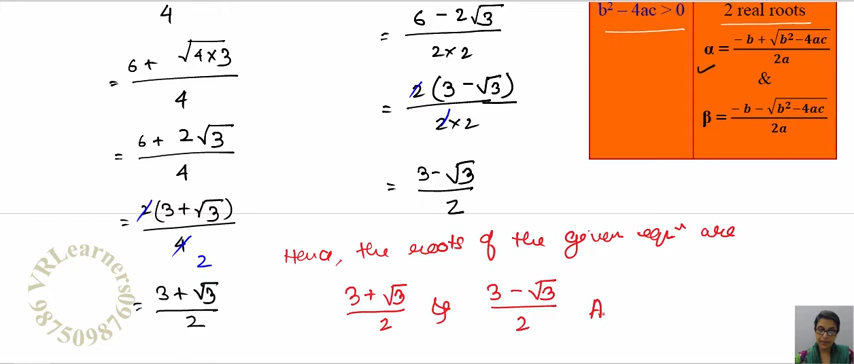 4
= 6 + √4×3 / 4
= 6 + 2√3 / 4
= 2(3 + √3) / 4 2
= 3 + √3 / 2
= 6 - 2√3 / 2 × 2
= 2(3 - √3) / 2 × 2
= 3 - √3 / 2
Hence, the roots of the given eqnⁿ are
3 + √3 / 2 & 3 - √3 / 2 A
b² – 4ac > 0
2 real roots
α = –b + √b²–4ac / 2a
&
β = –b – √b²–4ac / 2a
VRLearners
9875098760